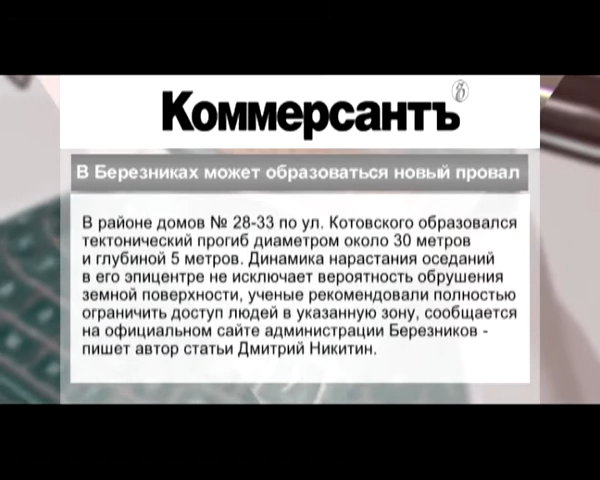 Коммерсантъ
В Березниках может образоваться новый провал
В районе домов № 28-33 по ул. Котовского образовался
тектонический прогиб диаметром около 30 метров
и глубиной 5 метров. Динамика нарастания оседаний
в его эпицентре не исключает вероятность обрушения
земной поверхности, ученые рекомендовали полностью
ограничить доступ людей в указанную зону, сообщается
на официальном сайте администрации Березников -
пишет автор статьи Дмитрий Никитин.